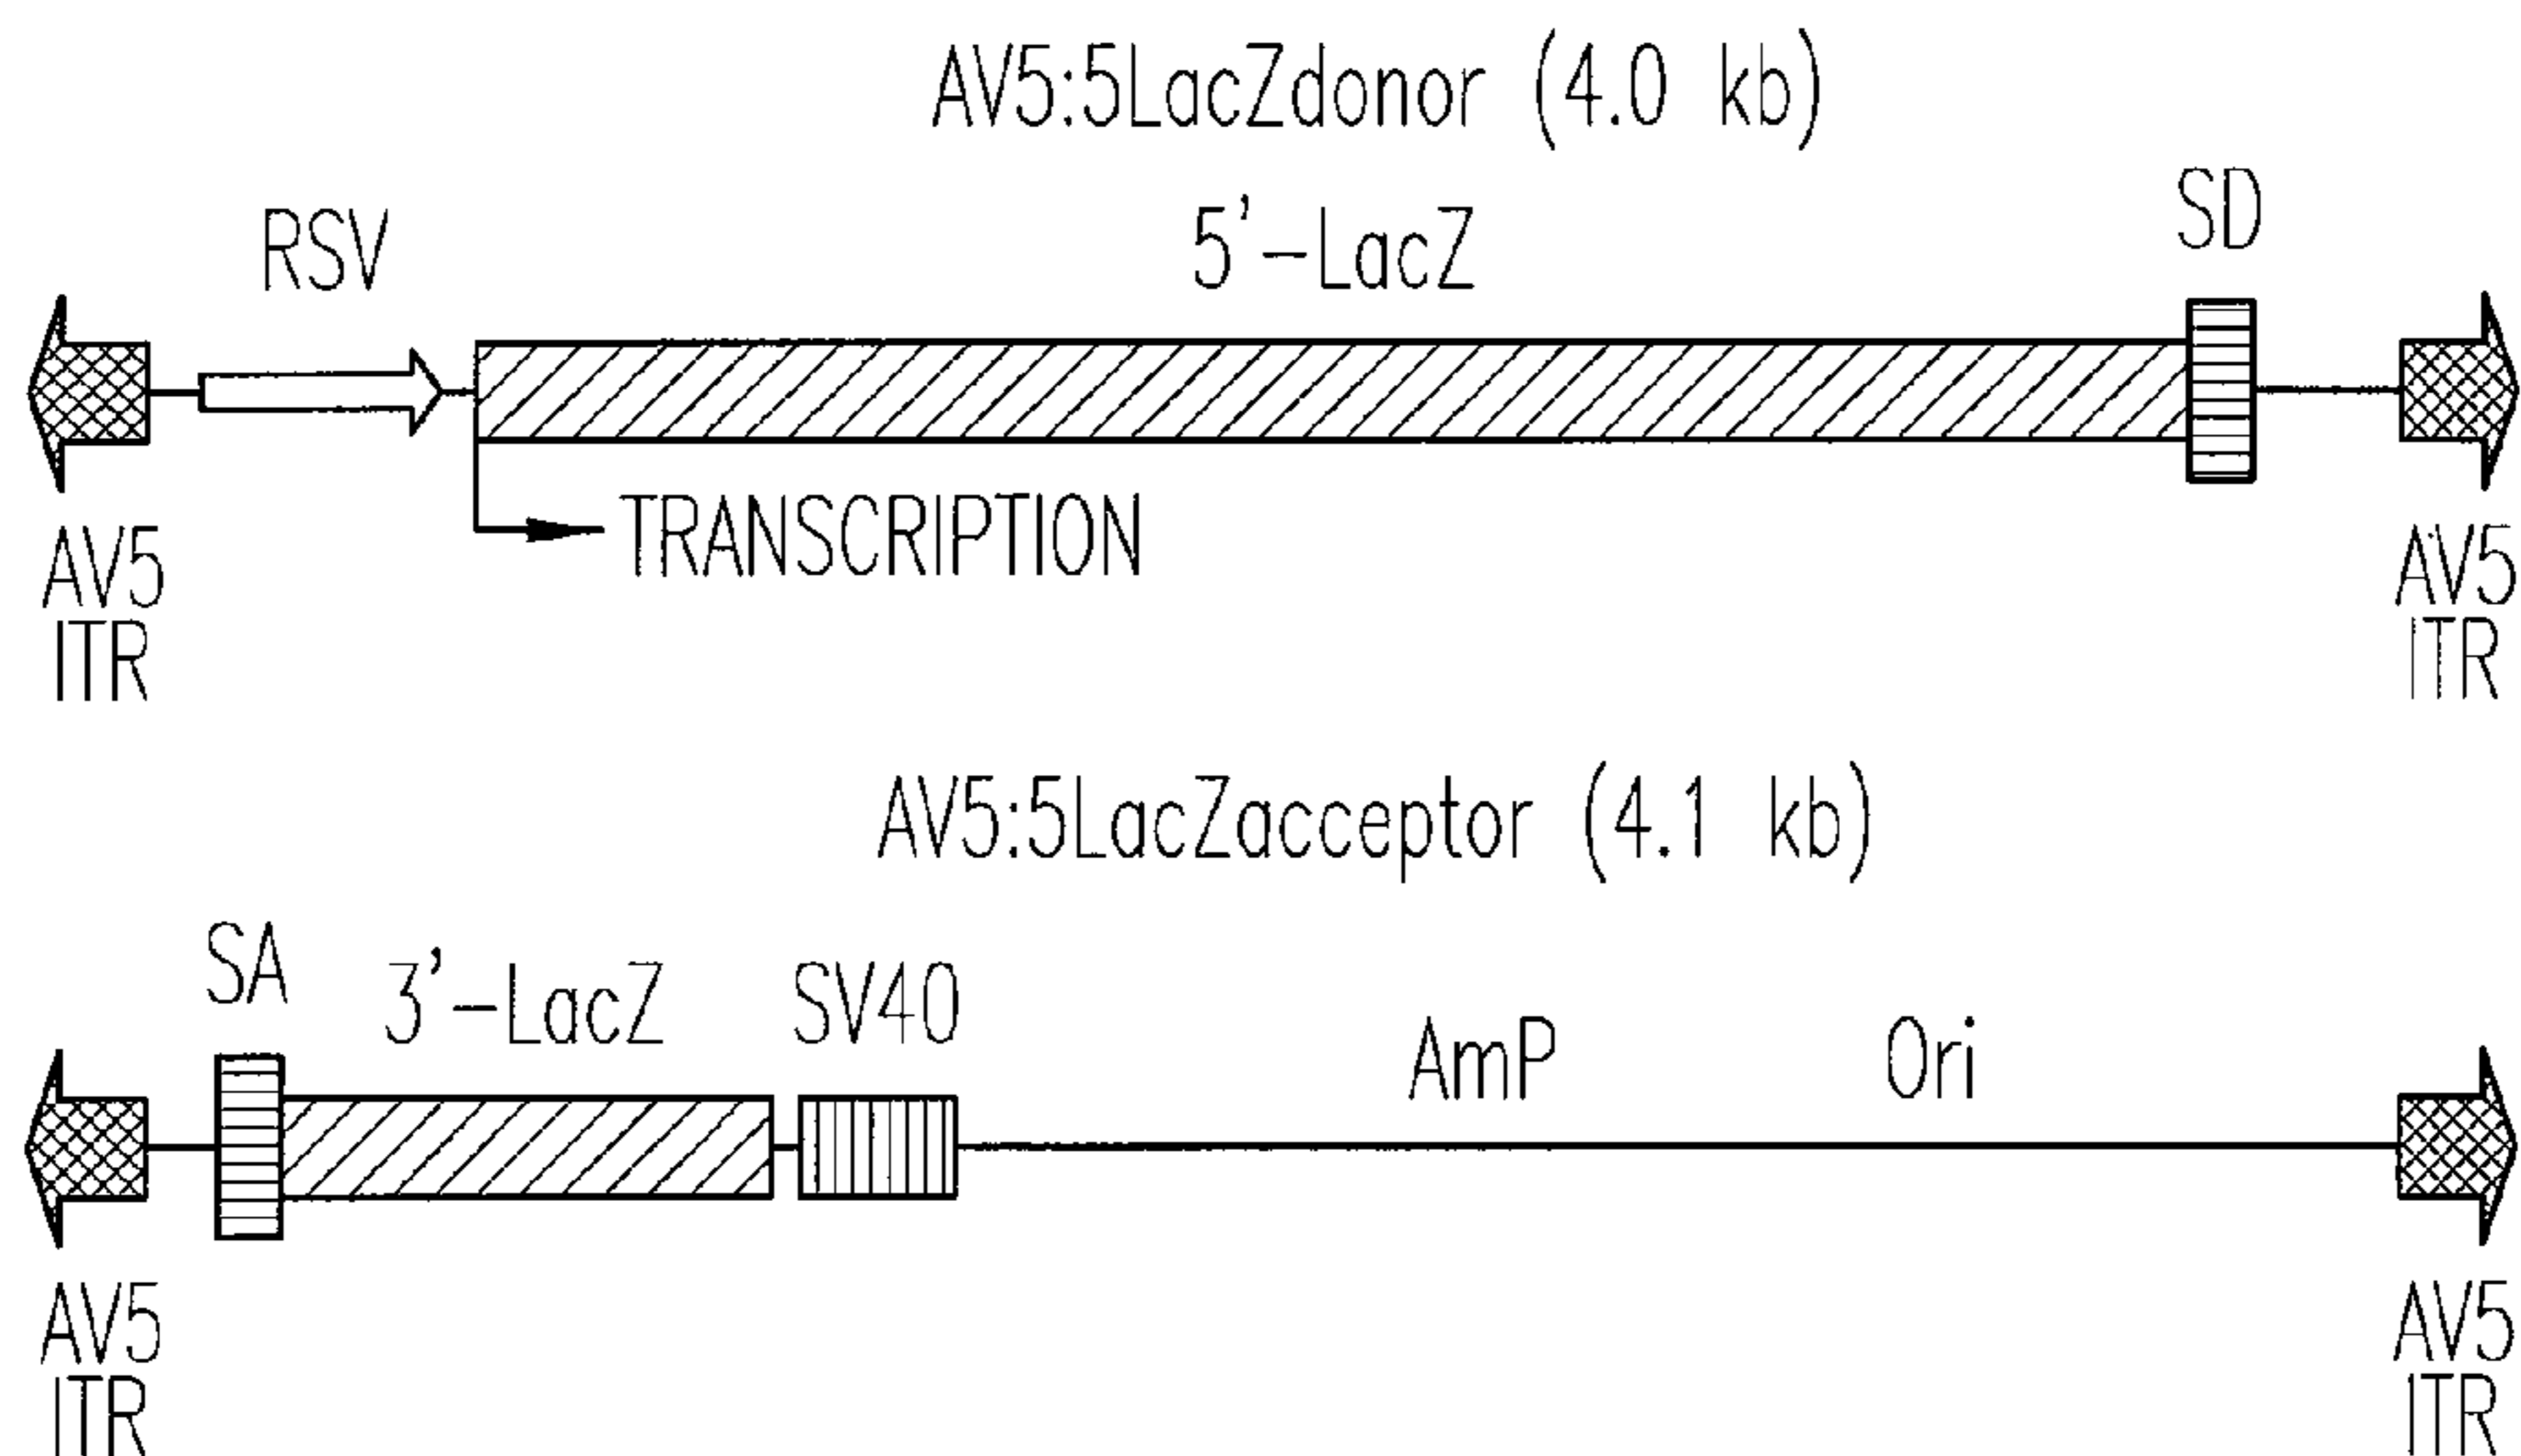 AV5:5LacZdonor (4.0 kb)
RSV 5'-LacZ SD
TRANSCRIPTION
AV5 AV5
ITR ITR
AV5:5LacZacceptor (4.1 kb)
SA 3'-LacZ SV40 AmP Ori
AV5 AV5
ITR ITR